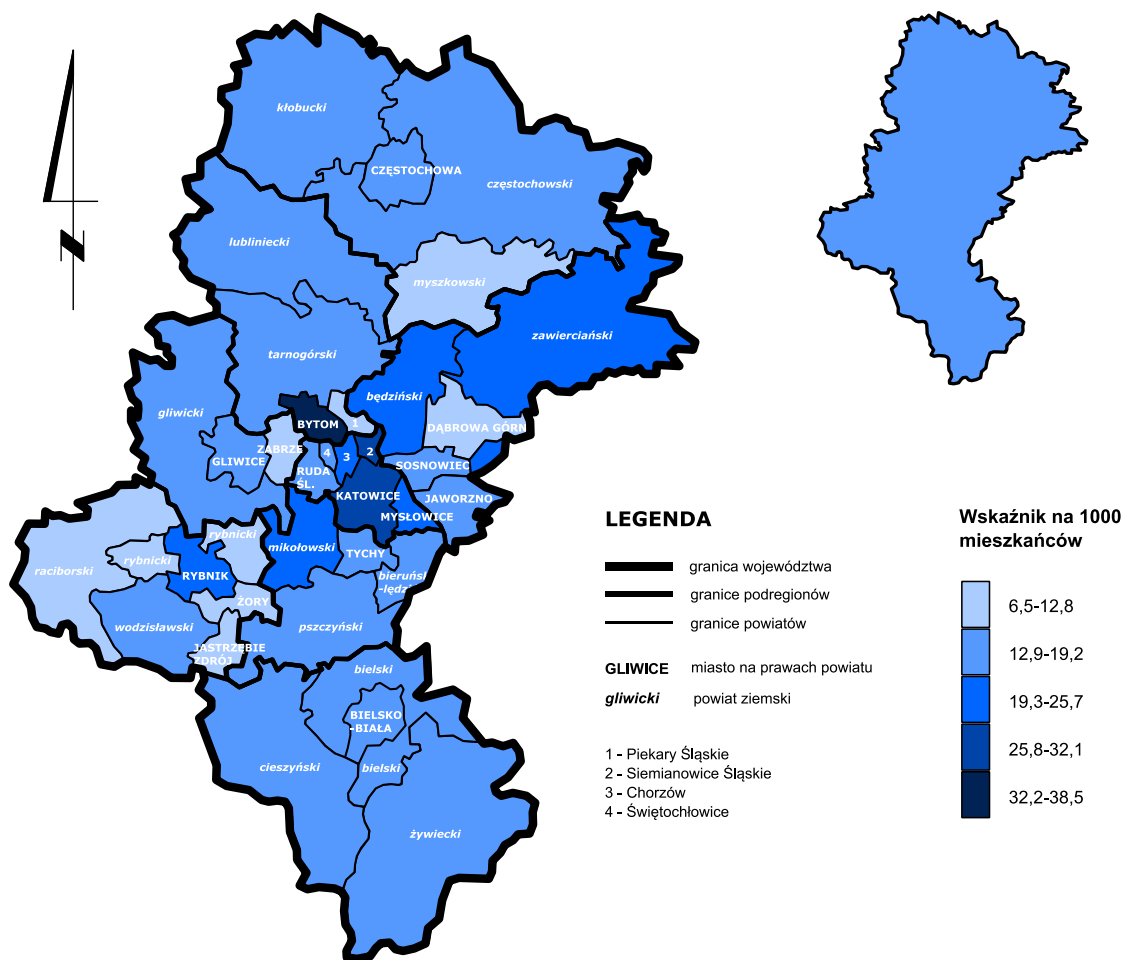 kłobucki
CZĘSTOCHOWA
częstochowski
lubliniecki
myszkowski
zawierciański
tarnogórski
będziński
gliwicki
BYTOM
1
DĄBROWA GÓRN
ZABRZE
4
3
2
GLIWICE
RUDA
ŚL.
SOSNOWIEC
KATOWICE
JAWORZNO
MYSŁOWICE
rybnicki
mikołowski
TYCHY
raciborski
rybnicki
RYBNIK
bieruńsk
-lędziń
ŻORY
wodzisławski
pszczyński
JASTRZĘBIE
ZDRÓJ
bielski
BIELSKO
-BIAŁA
cieszyński
bielski
żywiecki
LEGENDA
granica województwa
granice podregionów
granice powiatów
GLIWICE miasto na prawach powiatu
gliwicki powiat ziemski
1 - Piekary Śląskie
2 - Siemianowice Śląskie
3 - Chorzów
4 - Świętochłowice
Wskaźnik na 1000
mieszkańców
6,5-12,8
12,9-19,2
19,3-25,7
25,8-32,1
32,2-38,5